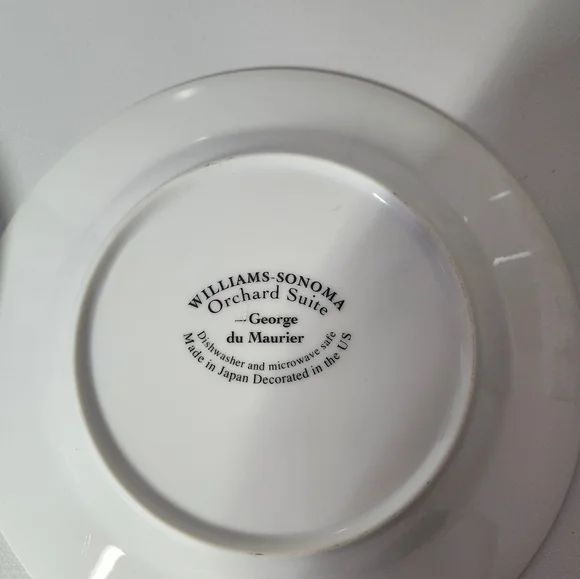 WILLIAMS-SONOMA
Orchard Suite
—George
du Maurier
Dishwasher and microwave safe
Made in Japan Decorated in the US